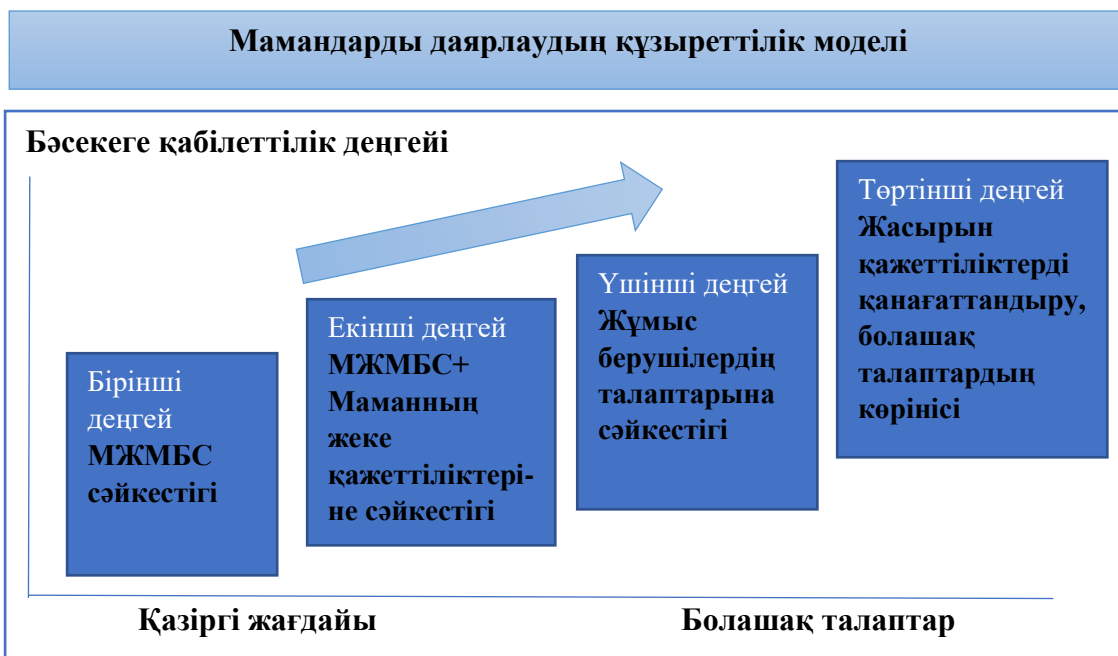 Мамандарды даярлаудың құзыреттілік моделі
Бәсекеге қабілеттілік деңгейі
Бірінші
деңгей
МЖМБС
сәйкестігі
Екінші деңгей
МЖМБС+
Маманның
жеке
қажеттіліктері-
не сәйкестігі
Үшінші деңгей
Жұмыс
берушілердің
талаптарына
сәйкестігі
Төртінші деңгей
Жасырын
қажеттіліктерді
қанағаттандыру,
болашақ
талаптардың
көрінісі
Қазіргі жағдайы
Болашақ талаптар